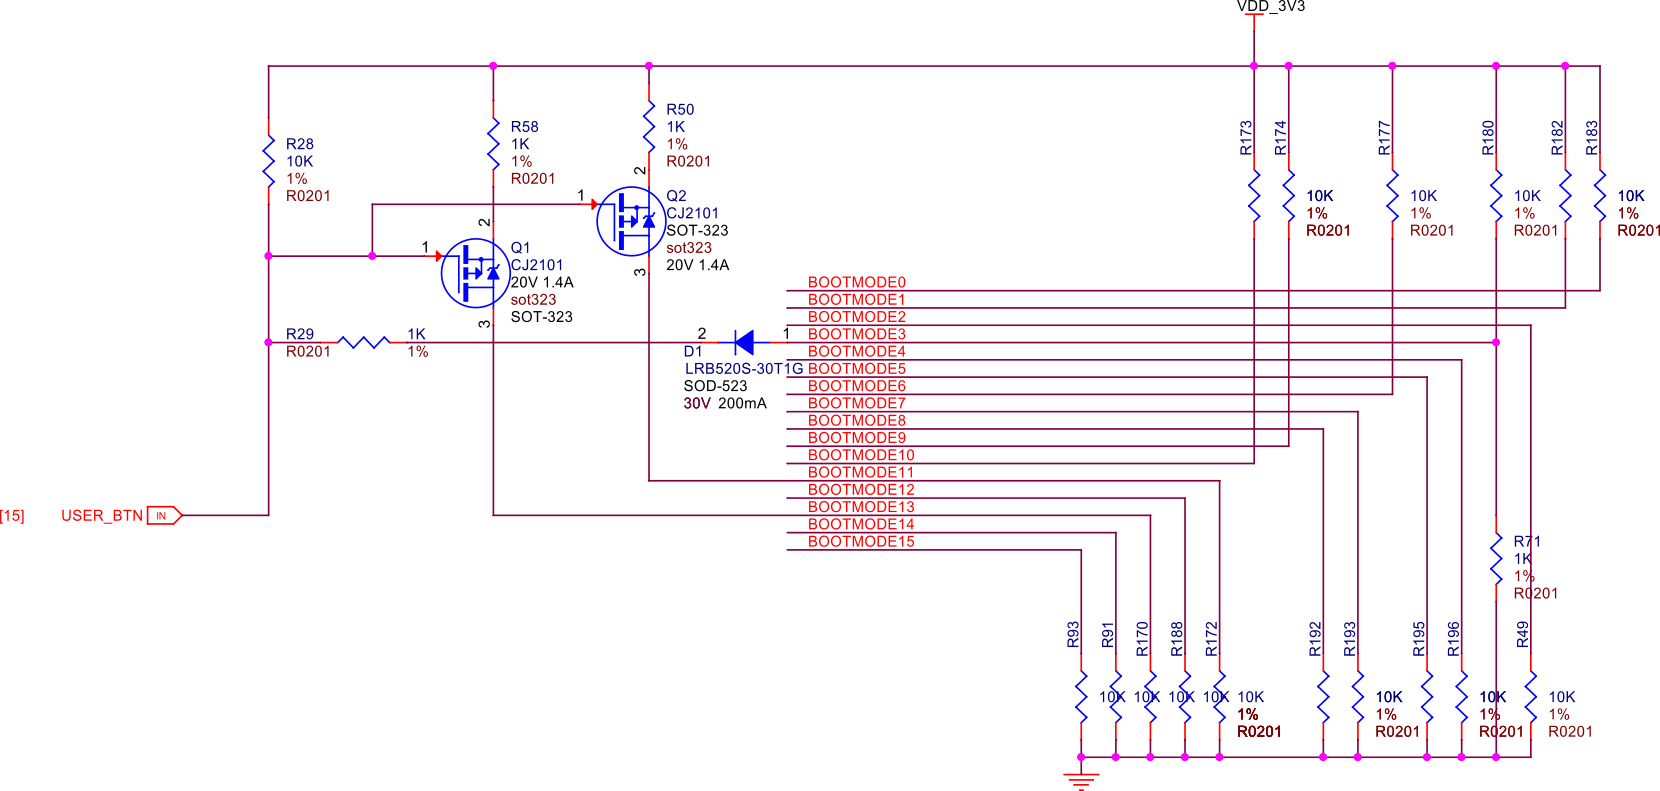 VDD_3V3
R28
10K
1%
R0201
R58
1K
1%
R0201
R50
1K
1%
R0201
R173
R174
10K
1%
R0201
R177
10K
1%
R0201
R180
10K
1%
R0201
R182
R183
10K
1%
R0201
1
2
3
Q2
CJ2101
SOT-323
sot323
20V 1.4A
1
2
3
Q1
CJ2101
20V 1.4A
sot323
SOT-323
R29
R0201
1K
1%
2
1
D1
LRB520S-30T1G
SOD-523
30V 200mA
BOOTMODE0
BOOTMODE1
BOOTMODE2
BOOTMODE3
BOOTMODE4
BOOTMODE5
BOOTMODE6
BOOTMODE7
BOOTMODE8
BOOTMODE9
BOOTMODE10
BOOTMODE11
BOOTMODE12
BOOTMODE13
BOOTMODE14
BOOTMODE15
[15]
USER_BTN
IN
R71
1K
1%
R0201
R93
R91
R170
R188
R172
10K
10K
10K
10K
10K
1%
R0201
R192
R193
10K
1%
R0201
R195
R196
10K
1%
R0201
R49
10K
1%
R0201